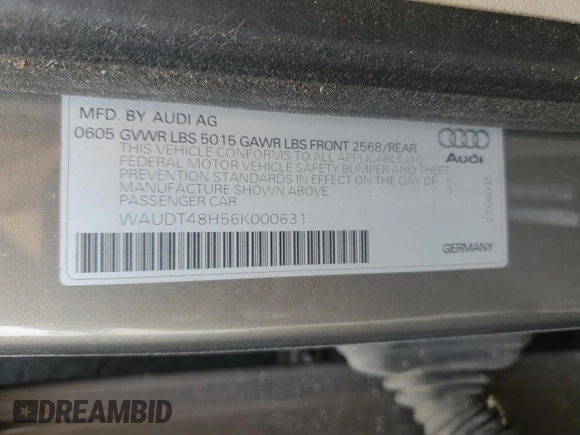 MFD. BY AUDI AG
0605 GVWR LBS 5015 GAWR LBS FRONT 2568/REAR
THIS VEHICLE CONFORMS TO ALL APPLICABLE U.S.
FEDERAL MOTOR VEHICLE SAFETY BUMPER AND THEFT
PREVENTION STANDARDS IN EFFECT ON THE DAY OF
MANUFACTURE SHOWN ABOVE
PASSENGER CAR
WAUDT48H56K000631
Audi
2264035
GERMANY
DREAMBID